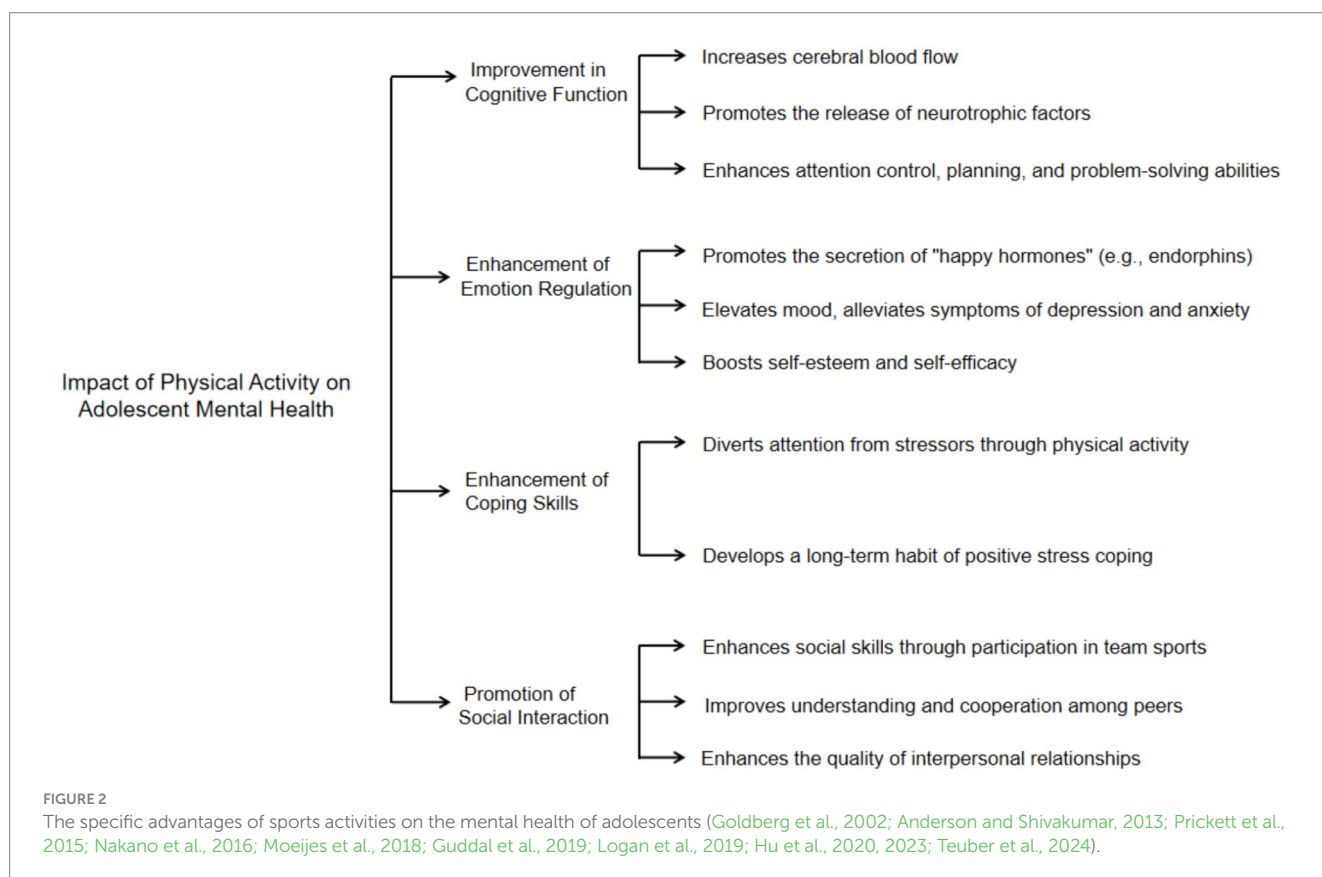 Impact of Physical Activity on
Adolescent Mental Health
Improvement in
Cognitive Function
Increases cerebral blood flow
Promotes the release of neurotrophic factors
Enhances attention control, planning, and problem-solving abilities
Enhancement of
Emotion Regulation
Promotes the secretion of "happy hormones" (e.g., endorphins)
Elevates mood, alleviates symptoms of depression and anxiety
Boosts self-esteem and self-efficacy
Enhancement of
Coping Skills
Diverts attention from stressors through physical activity
Develops a long-term habit of positive stress coping
Promotion of
Social Interaction
Enhances social skills through participation in team sports
Improves understanding and cooperation among peers
Enhances the quality of interpersonal relationships
FIGURE 2
The specific advantages of sports activities on the mental health of adolescents (Goldberg et al., 2002; Anderson and Shivakumar, 2013; Prickett et al.,
2015; Nakano et al., 2016; Moeijes et al., 2018; Guddal et al., 2019; Logan et al., 2019; Hu et al., 2020, 2023; Teuber et al., 2024).